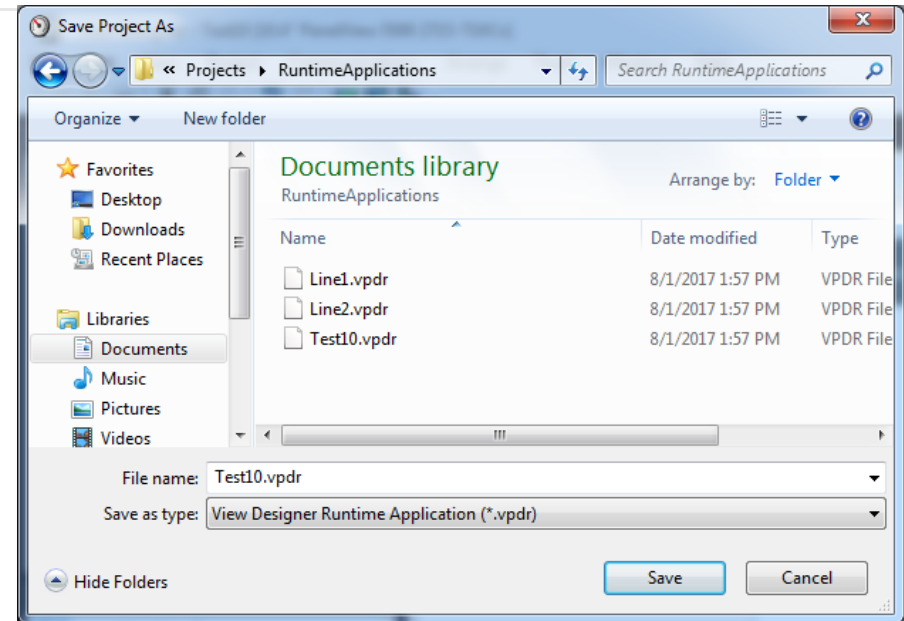 Save Project As
« Projects RuntimeApplications
Search RuntimeApplications
Organize
New folder
Favorites
Desktop
Downloads
Recent Places
Libraries
Documents
Music
Pictures
Videos
Documents library
RuntimeApplications
Arrange by: Folder
Name Date modified Type
Line1.vpdr 8/1/2017 1:57 PM VPDR File
Line2.vpdr 8/1/2017 1:57 PM VPDR File
Test10.vpdr 8/1/2017 1:57 PM VPDR File
File name: Test10.vpdr
Save as type: View Designer Runtime Application (*.vpdr)
Hide Folders
Save
Cancel